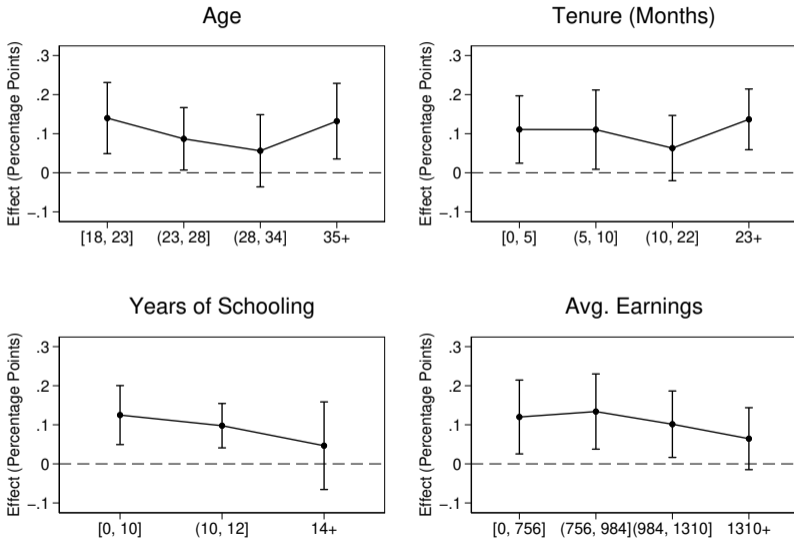 Age
Effect (Percentage Points)
.3
.2
.1
0
−.1
[18, 23] (23, 28] (28, 34] 35+
Tenure (Months)
Effect (Percentage Points)
.3
.2
.1
0
−.1
[0, 5] (5, 10] (10, 22] 23+
Years of Schooling
Effect (Percentage Points)
.3
.2
.1
0
−.1
[0, 10] (10, 12] 14+
Avg. Earnings
Effect (Percentage Points)
.3
.2
.1
0
−.1
[0, 756] (756, 984] (984, 1310] 1310+